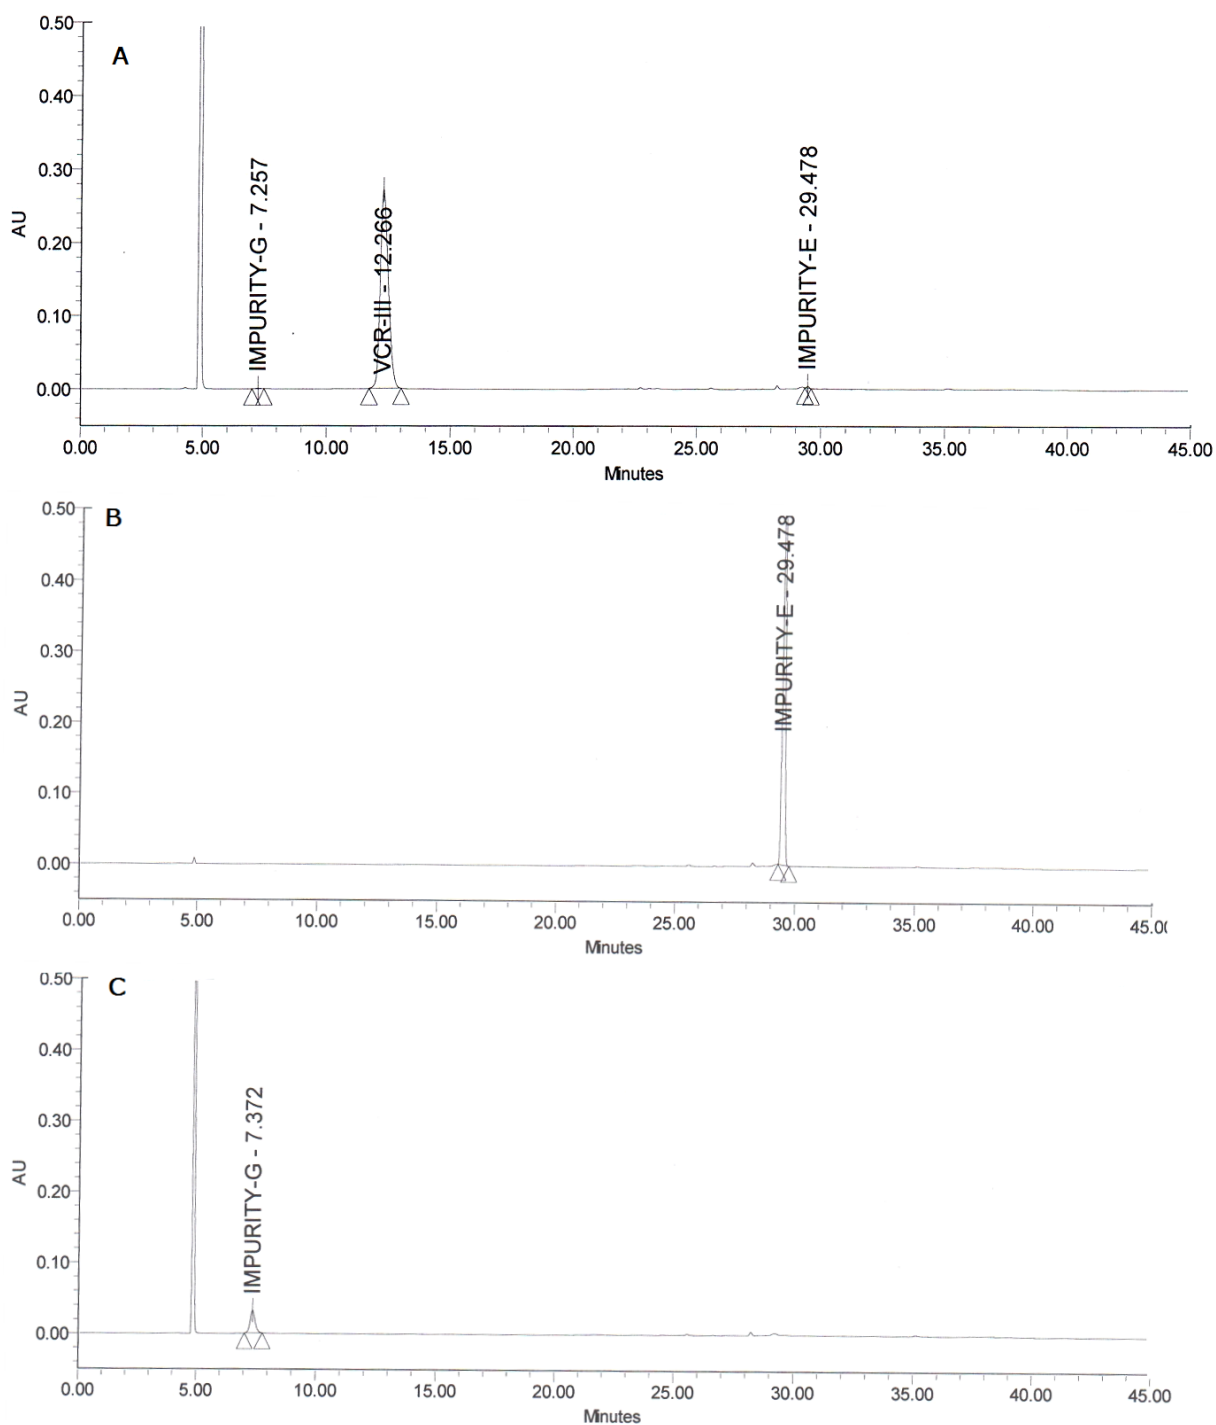 A
0.50
0.40
0.30
0.20
0.10
0.00
AU
IMPURITY-G - 7.257
VCR-III - 12.266
IMPURITY-E - 29.478
0.00 5.00 10.00 15.00 20.00 25.00 30.00 35.00 40.00 45.00
Minutes
B
0.50
0.40
0.30
0.20
0.10
0.00
AU
IMPURITY-E - 29.478
0.00 5.00 10.00 15.00 20.00 25.00 30.00 35.00 40.00 45.0(
Minutes
C
0.50
0.40
0.30
0.20
0.10
0.00
AU
IMPURITY-G - 7.372
0.00 5.00 10.00 15.00 20.00 25.00 30.00 35.00 40.00 45.00
Minutes